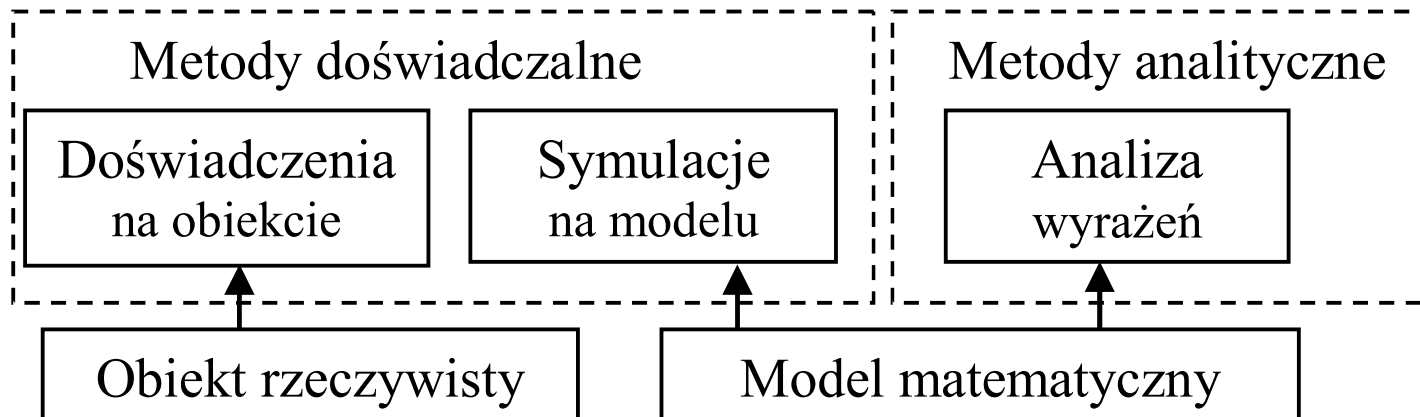 Metody doświadczalne
Metody analityczne
Doświadczenia
na obiekcie
Symulacje
na modelu
Analiza
wyrażeń
Obiekt rzeczywisty
Model matematyczny